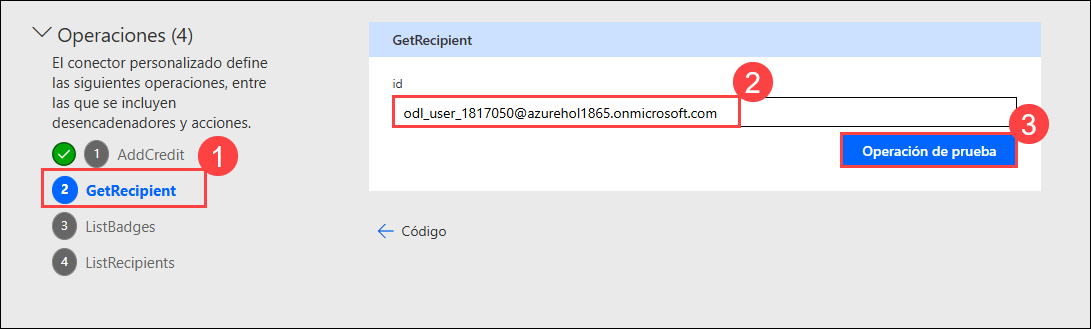 Operaciones (4)
El conector personalizado define
las siguientes operaciones, entre
las que se incluyen
desencadenadores y acciones.
1 AddCredit
1
2 GetRecipient
3 ListBadges
4 ListRecipients
GetRecipient
id
2
odl_user_1817050@azurehol1865.onmicrosoft.com
3
Operación de prueba
← Código